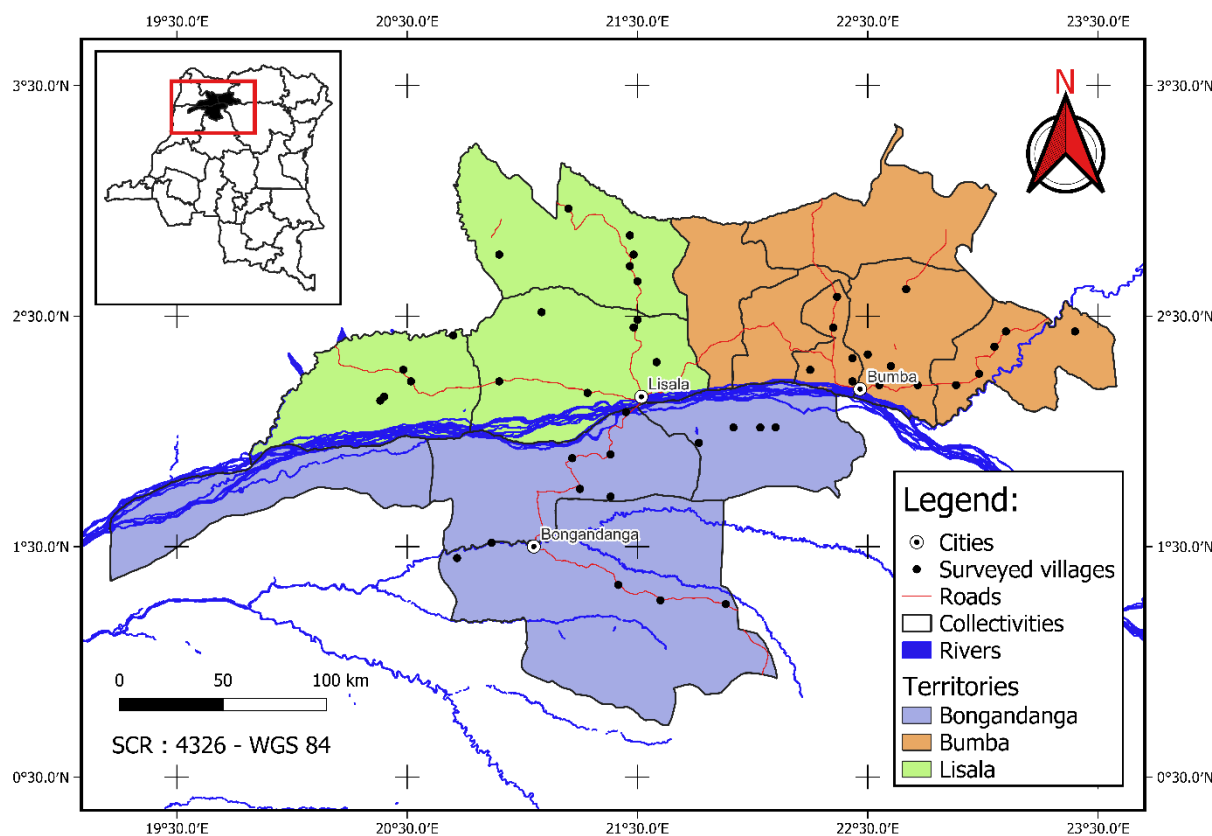 19°30.0′E 20°30.0′E 21°30.0′E 22°30.0′E 23°30.0′E
3°30.0′N 3°30.0′N
N
2°30.0′N 2°30.0′N
Lisala
Bumba
Bongandanga
1°30.0′N 1°30.0′N
0 50 100 km
SCR : 4326 - WGS 84
Legend:
Cities
Surveyed villages
Roads
Collectivities
Rivers
Territories
Bongandanga
Bumba
Lisala
0°30.0′N 0°30.0′N
19°30.0′E 20°30.0′E 21°30.0′E 22°30.0′E 23°30.0′E